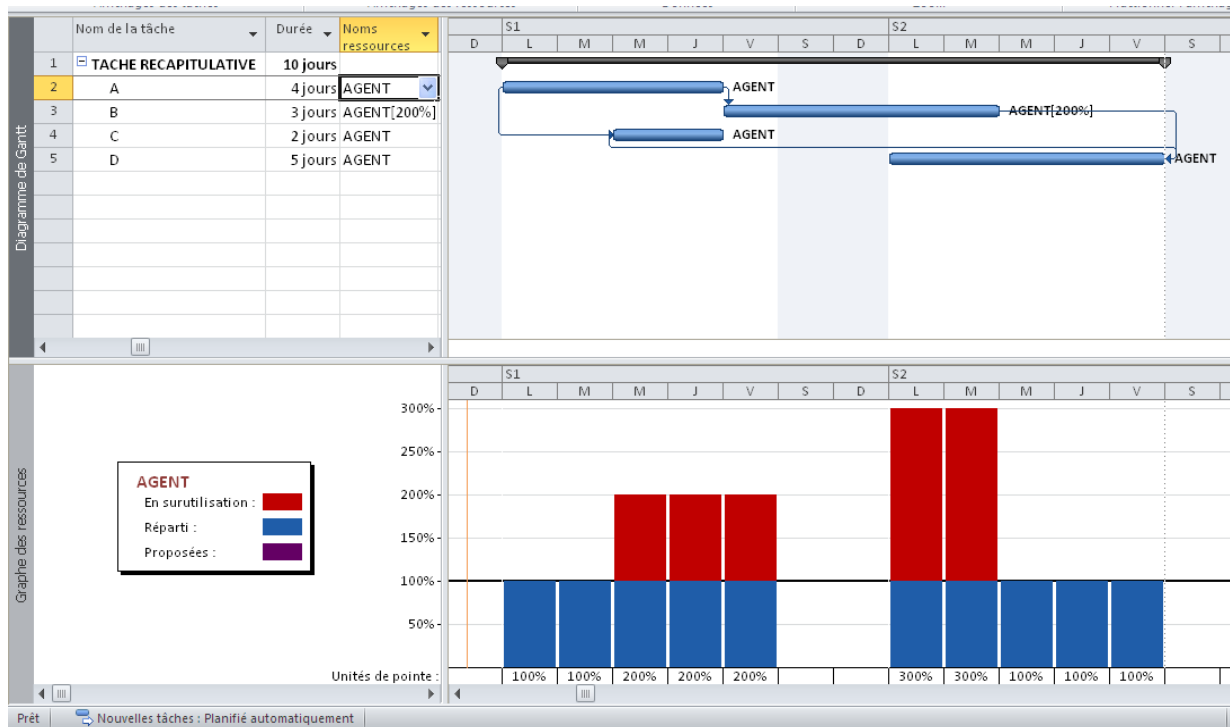 Diagramme de Gantt
Nom de la tâche Durée Noms ressources
1 TACHE RECAPITULATIVE 10 jours
2 A 4 jours AGENT
3 B 3 jours AGENT[200%]
4 C 2 jours AGENT
5 D 5 jours AGENT
S1 S2
D L M M J V S D L M M J V S
AGENT
AGENT[200%]
AGENT
AGENT
Graphe des ressources
AGENT
En surutilisation :
Réparti :
Proposées :
S1 S2
D L M M J V S D L M M J V S
300%
250%
200%
150%
100%
50%
Unités de pointe : 100% 100% 200% 200% 200% 300% 300% 100% 100% 100%
Prêt Nouvelles tâches : Planifié automatiquement